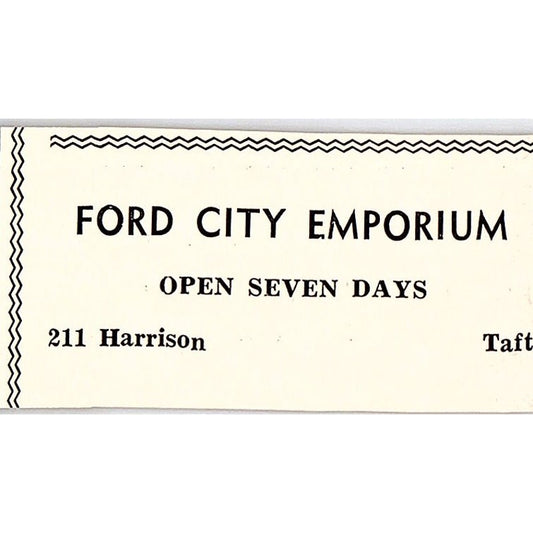 FORD CITY EMPORIUM
OPEN SEVEN DAYS
211 Harrison Taft